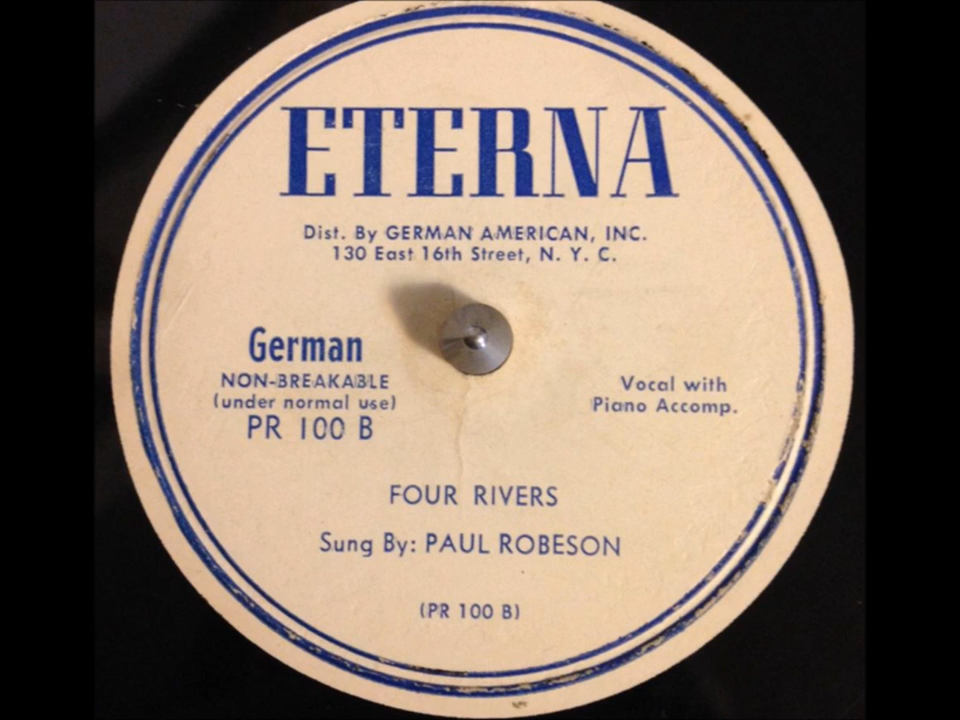 ETERNA
Dist. By GERMAN AMERICAN, INC.
130 East 16th Street, N. Y. C.
German
NON-BREAKABLE
(under normal use)
PR 100 B
Vocal with
Piano Accomp.
FOUR RIVERS
Sung By: PAUL ROBESON
(PR 100 B)